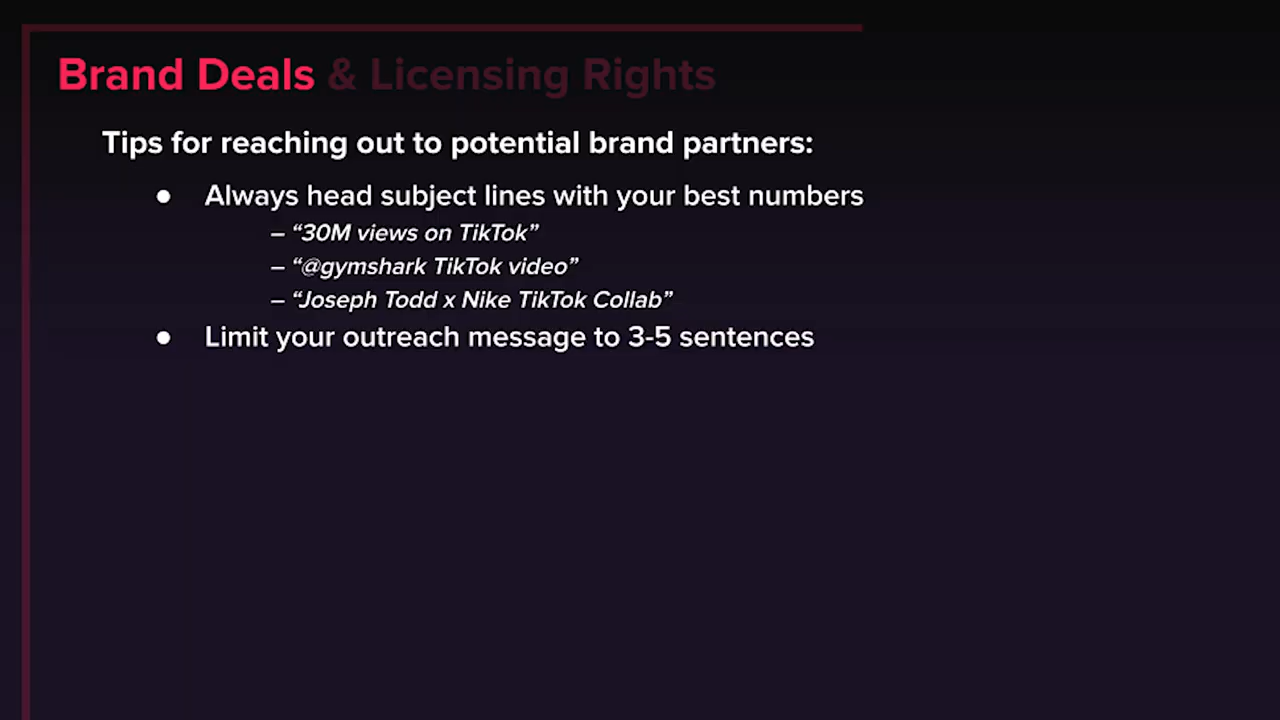 Brand Deals & Licensing Rights
Tips for reaching out to potential brand partners:
● Always head subject lines with your best numbers
– “30M views on TikTok”
– “@gymshark TikTok video”
– “Joseph Todd x Nike TikTok Collab”
● Limit your outreach message to 3-5 sentences